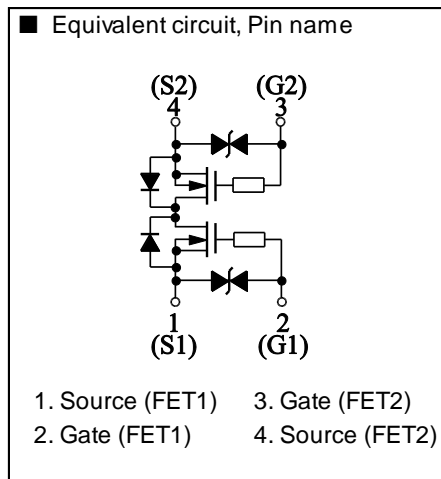 ■ Equivalent circuit, Pin name
(S2) (G2)
4 3
1 2
(S1) (G1)
1. Source (FET1) 3. Gate (FET2)
2. Gate (FET1) 4. Source (FET2)